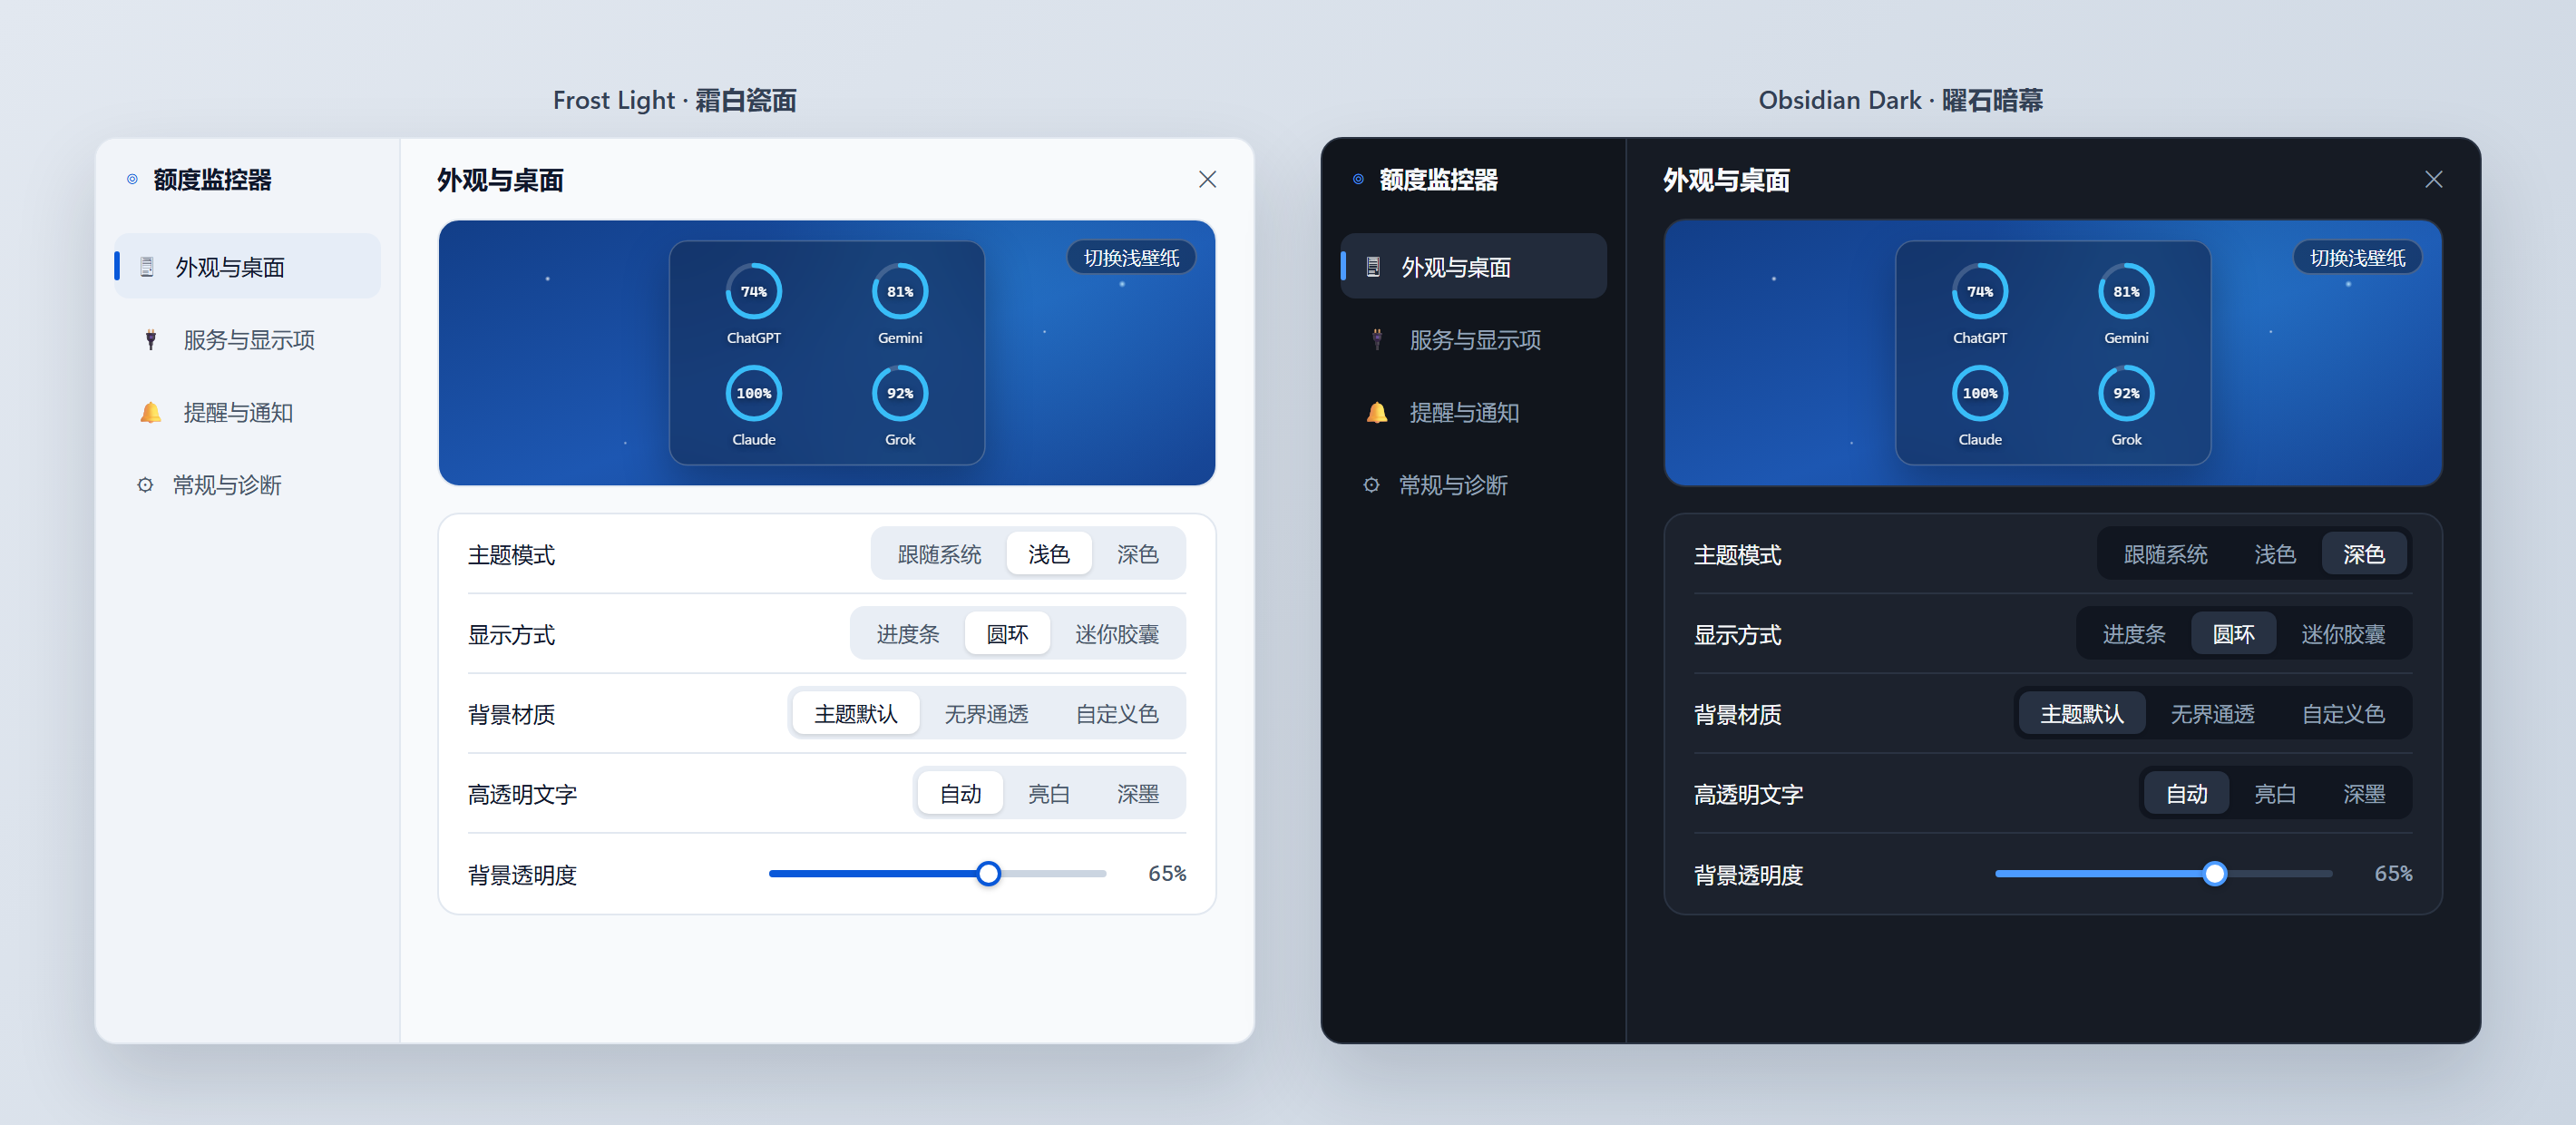 Frost Light · 霜白瓷面
额度监控器
外观与桌面
服务与显示项
提醒与通知
常规与诊断
外观与桌面
切换浅壁纸
74% 81%
ChatGPT Gemini
100% 92%
Claude Grok
主题模式 跟随系统 浅色 深色
显示方式 进度条 圆环 迷你胶囊
背景材质 主题默认 无界通透 自定义色
高透明文字 自动 亮白 深墨
背景透明度 65%
Obsidian Dark · 曜石暗幕
额度监控器
外观与桌面
服务与显示项
提醒与通知
常规与诊断
外观与桌面
切换浅壁纸
74% 81%
ChatGPT Gemini
100% 92%
Claude Grok
主题模式 跟随系统 浅色 深色
显示方式 进度条 圆环 迷你胶囊
背景材质 主题默认 无界通透 自定义色
高透明文字 自动 亮白 深墨
背景透明度 65%